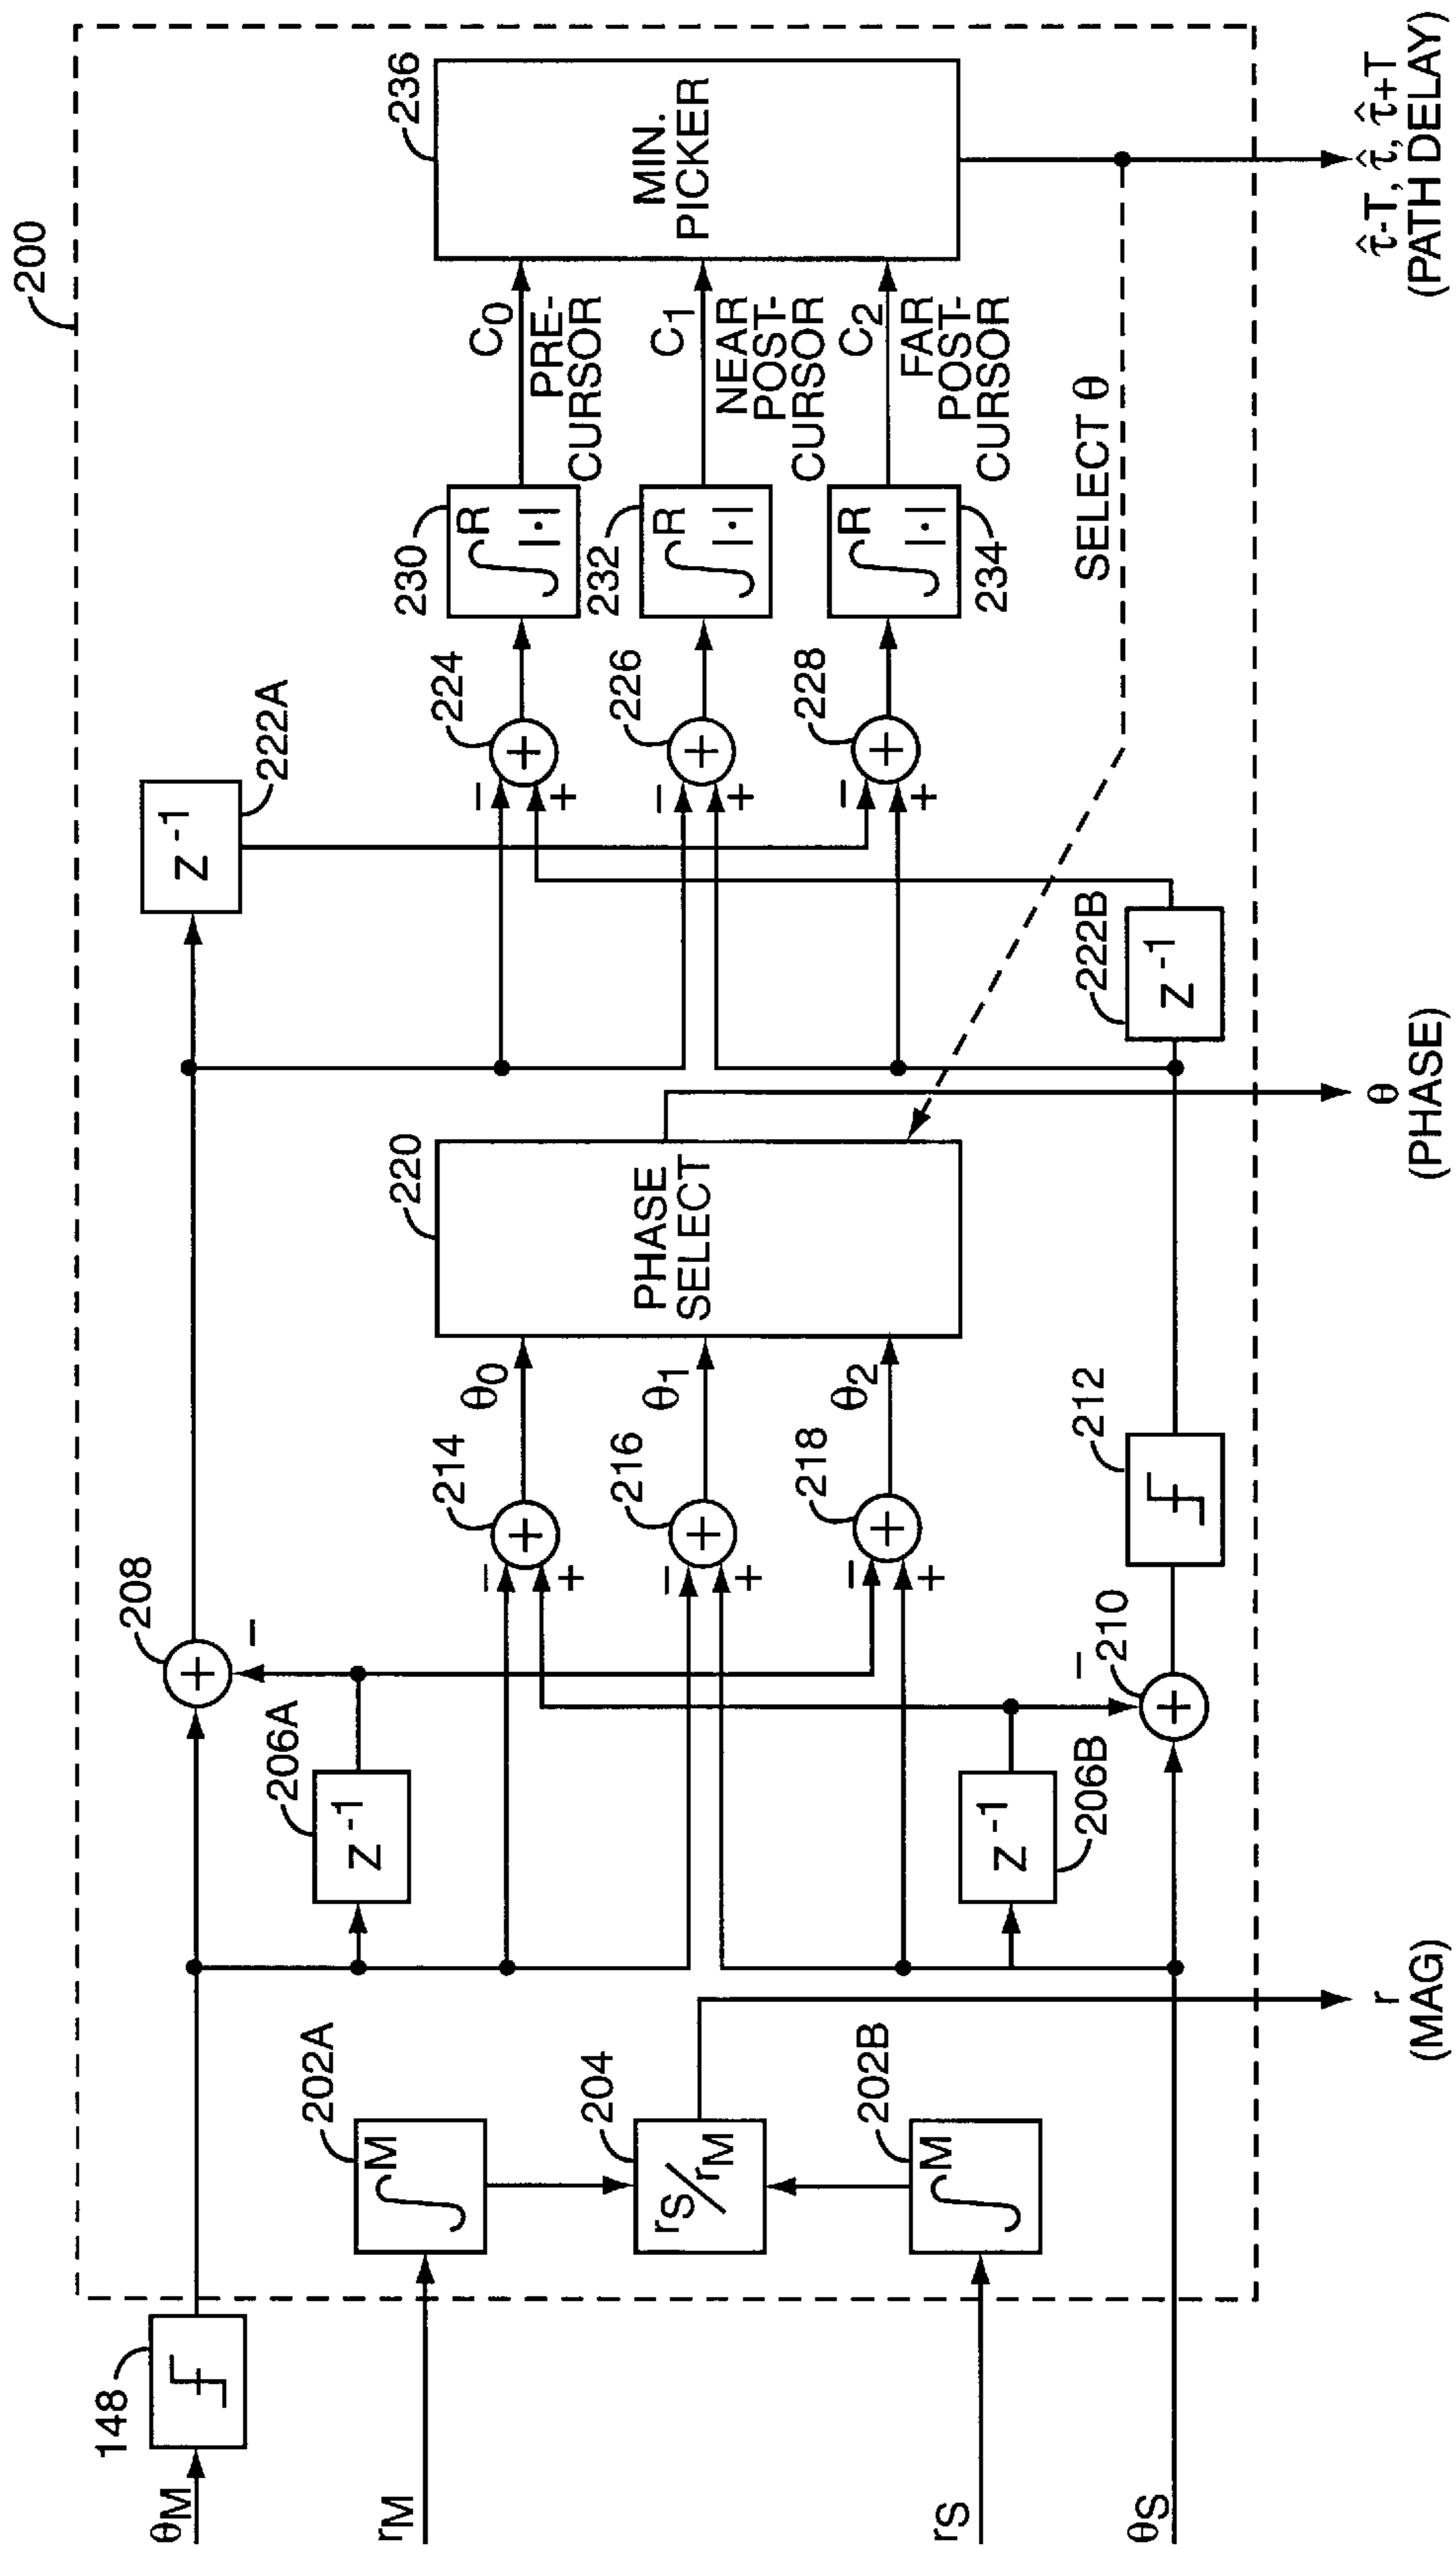 200
148
θM
rM
rS
θS
202A
∫M
204
rS/rM
202B
∫M
r
(MAG)
206A
z -1
206B
z -1
208
+
−
210
+
−
212
214
+
−
+
216
+
−
+
218
+
−
+
θ0
θ1
θ2
220
PHASE
SELECT
θ
(PHASE)
222A
z -1
222B
z -1
224
+
−
+
226
+
−
+
228
+
−
+
230
∫R
|•|
232
∫R
|•|
234
∫R
|•|
C0
PRE-
CURSOR
C1
NEAR
POST-
CURSOR
C2
FAR
POST-
CURSOR
SELECT θ
236
MIN.
PICKER
τ̂-T, τ̂, τ̂+T
(PATH DELAY)